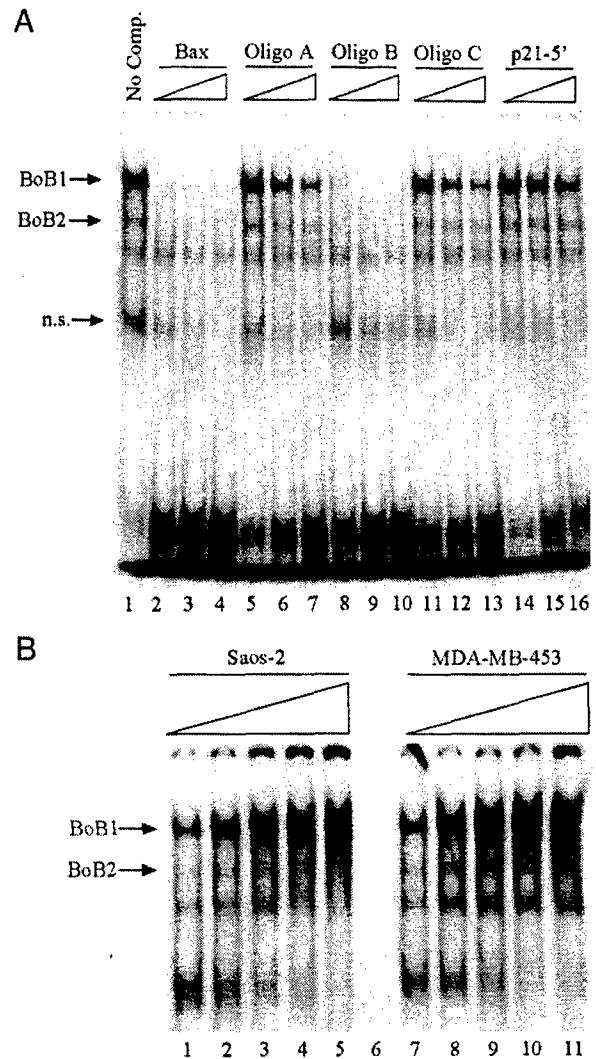 A
No Comp.
Bax
Oligo A
Oligo B
Oligo C
p21-5'
BoB1
BoB2
n.s.
1 2 3 4 5 6 7 8 9 10 11 12 13 14 15 16
B
Saos-2
MDA-MB-453
BoB1
BoB2
1 2 3 4 5 6 7 8 9 10 11